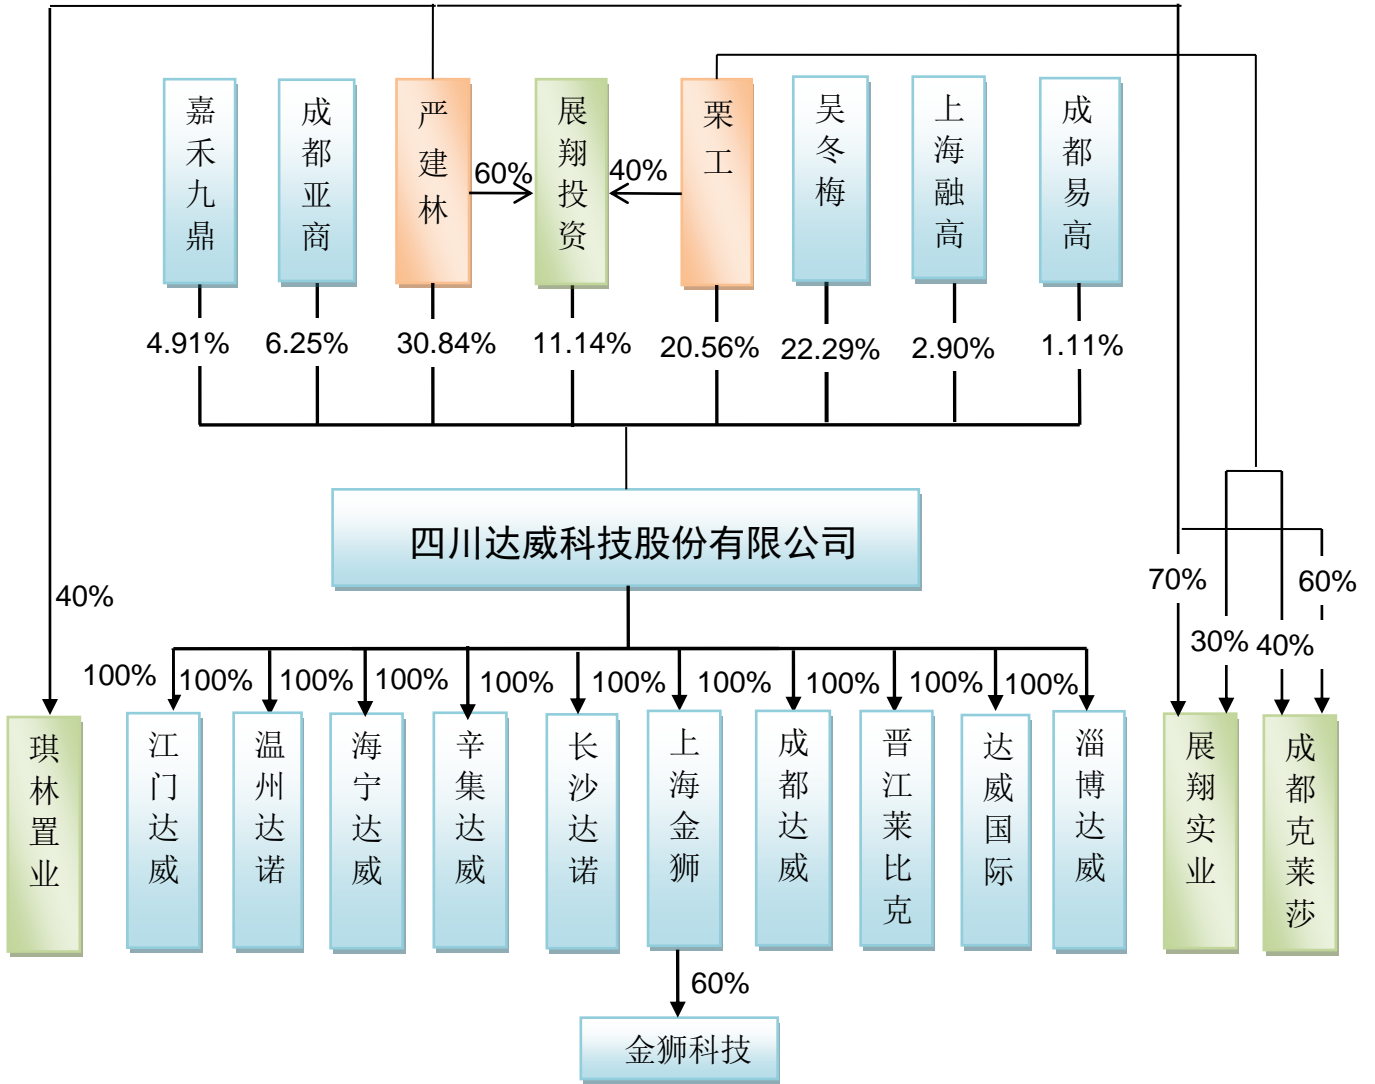 嘉禾九鼎
成都亚商
严建林
展翔投资
栗工
吴冬梅
上海融高
成都易高
60%
40%
4.91%
6.25%
30.84%
11.14%
20.56%
22.29%
2.90%
1.11%
四川达威科技股份有限公司
40%
70%
60%
30%
40%
100%
100%
100%
100%
100%
100%
100%
100%
100%
100%
琪林置业
江门达威
温州达诺
海宁达威
辛集达威
长沙达诺
上海金狮
成都达威
晋江莱比克
达威国际
淄博达威
展翔实业
成都克莱莎
60%
金狮科技